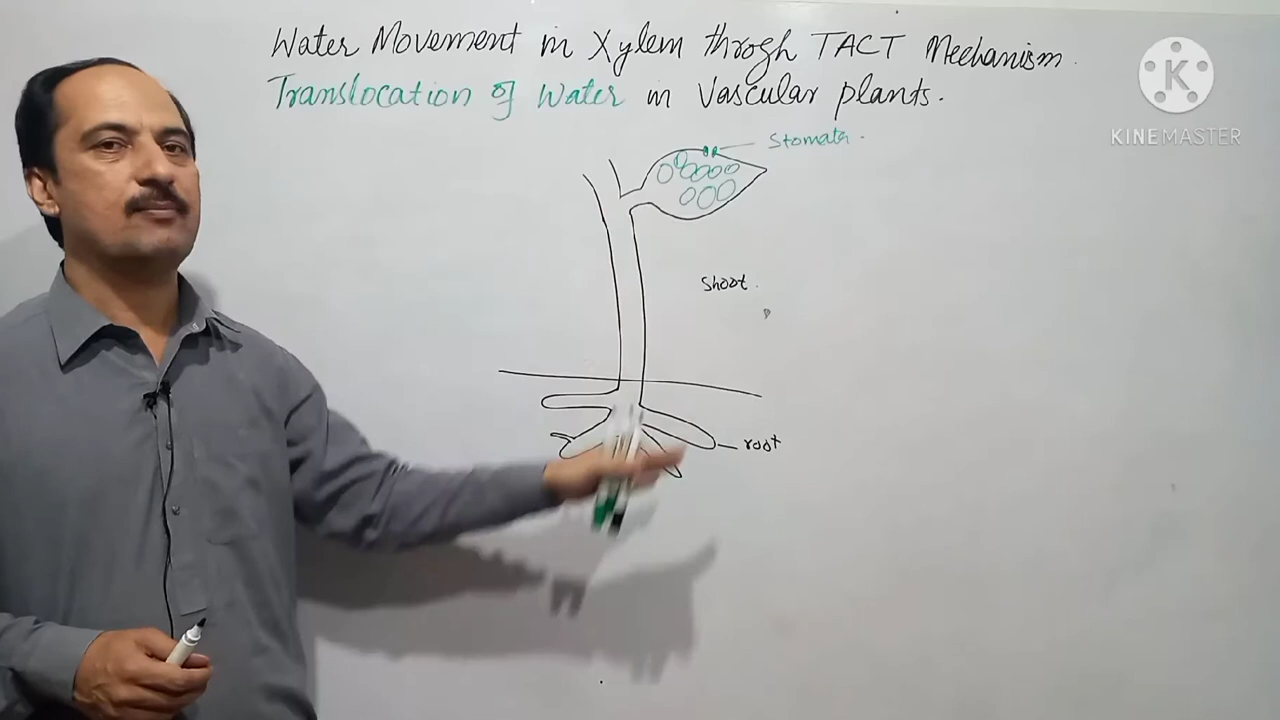 Water Movement in Xylem throgh TACT Mechanism.
Translocation of Water in Vascular plants.
K
KINEMASTER
Stomata.
Shoot.
root